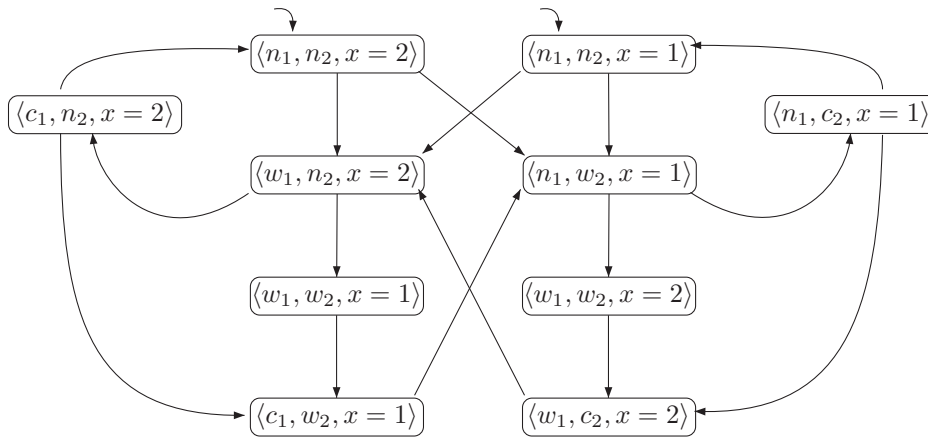 ⟨n₁, n₂, x = 2⟩
⟨n₁, n₂, x = 1⟩
⟨c₁, n₂, x = 2⟩
⟨n₁, c₂, x = 1⟩
⟨w₁, n₂, x = 2⟩
⟨n₁, w₂, x = 1⟩
⟨w₁, w₂, x = 1⟩
⟨w₁, w₂, x = 2⟩
⟨c₁, w₂, x = 1⟩
⟨w₁, c₂, x = 2⟩